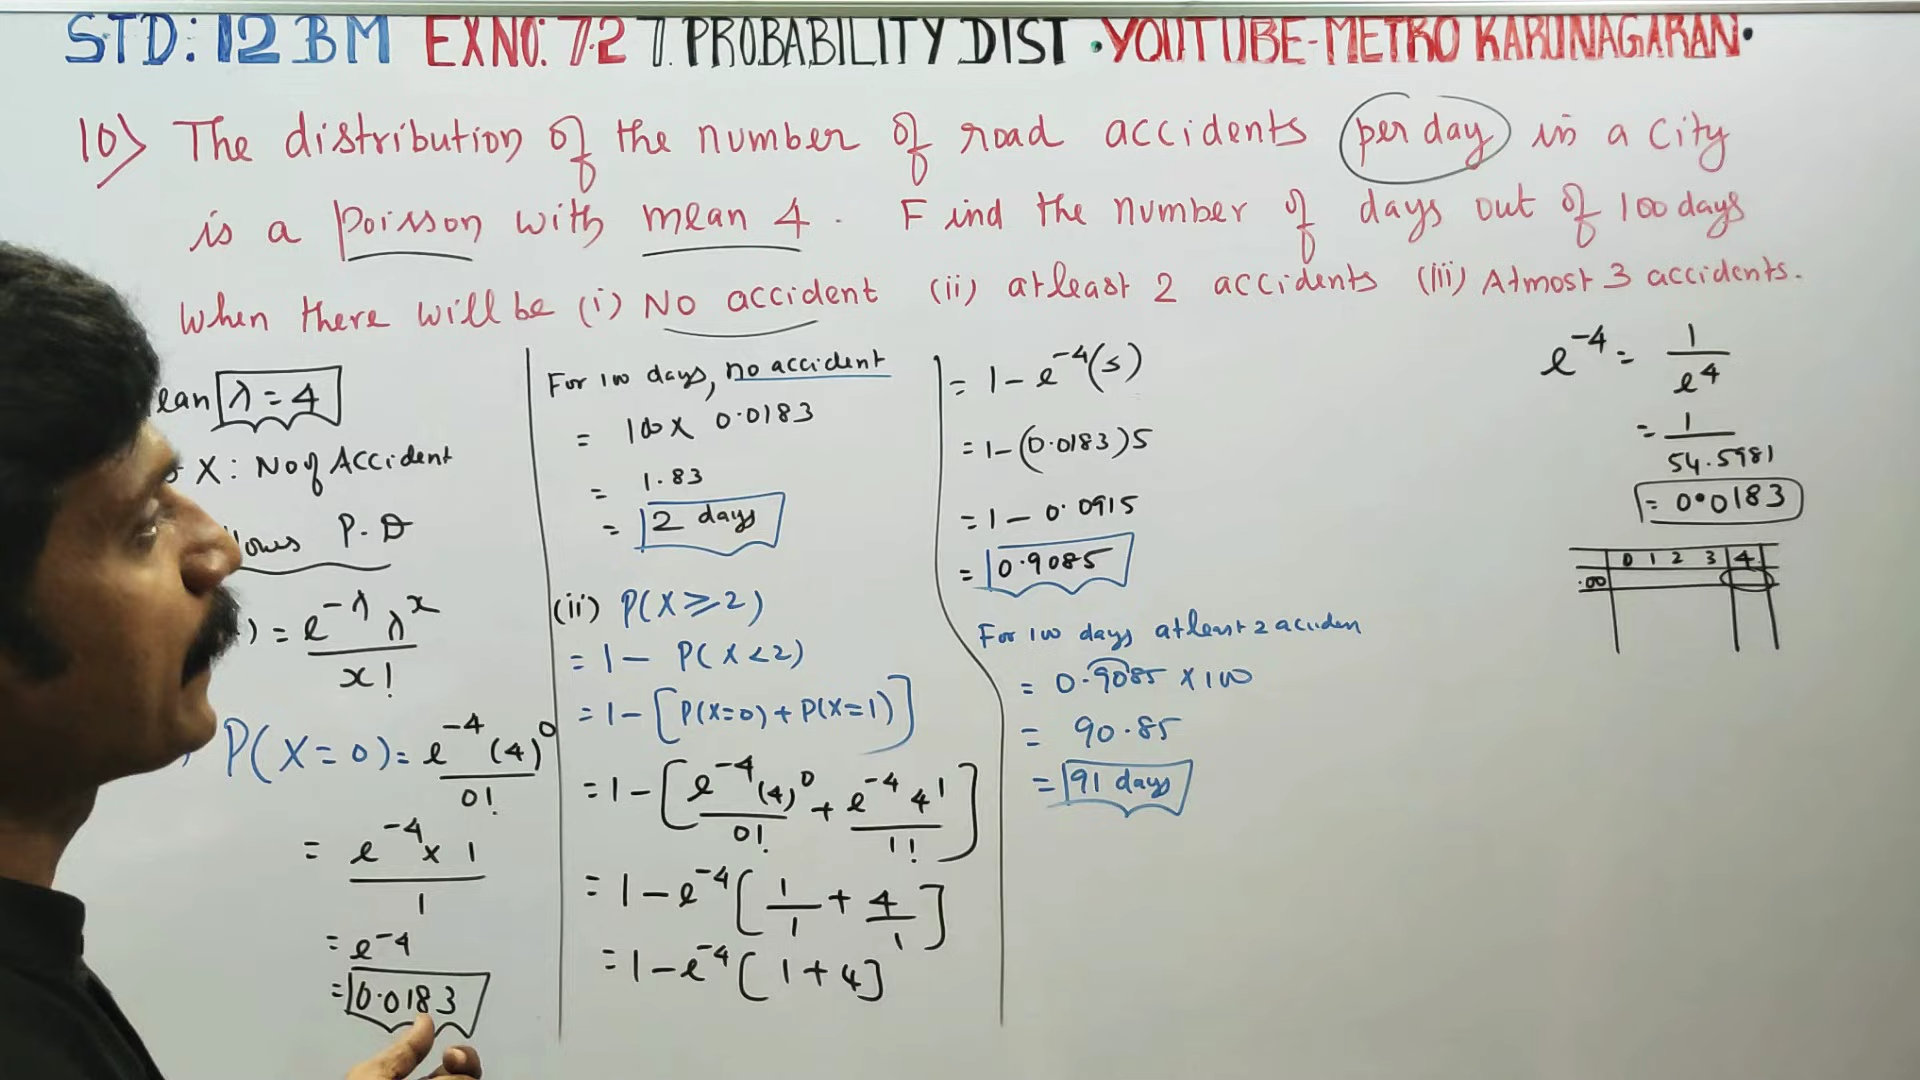 STD: 12 BM EXNO: 7.2 7. PROBABILITY DIST . YOUTUBE-METRO KARUNAGARAN.
10) The distribution of the number of road accidents per day in a City
is a poisson with mean 4. Find the number of days out of 100 days
when there will be (i) No accident (ii) atleast 2 accidents (iii) Atmost 3 accidents.
ean λ = 4
X : No of Accident
lows P.D
) = e^-λ λ^x / x!
P(X = 0) = e^-4 (4)^0 / 0!
= e^-4 x 1 / 1
= e^-4
= 0.0183
For 100 days, no accident
= 100 x 0.0183
= 1.83
= 2 days
(ii) P(X ≥ 2)
= 1 - P(X < 2)
= 1 - [P(X=0) + P(X=1)]
= 1 - [e^-4 (4)^0 / 0! + e^-4 4^1 / 1!]
= 1 - e^-4 [1/1 + 4/1]
= 1 - e^-4 [1 + 4]
= 1 - e^-4 (5)
= 1 - (0.0183) 5
= 1 - 0.0915
= 0.9085
For 100 days atleast 2 acciden
= 0.9085 x 100
= 90.85
= 91 days
e^-4 = 1 / e^4
= 1 / 54.5981
= 0.0183
0 1 2 3 4
.00